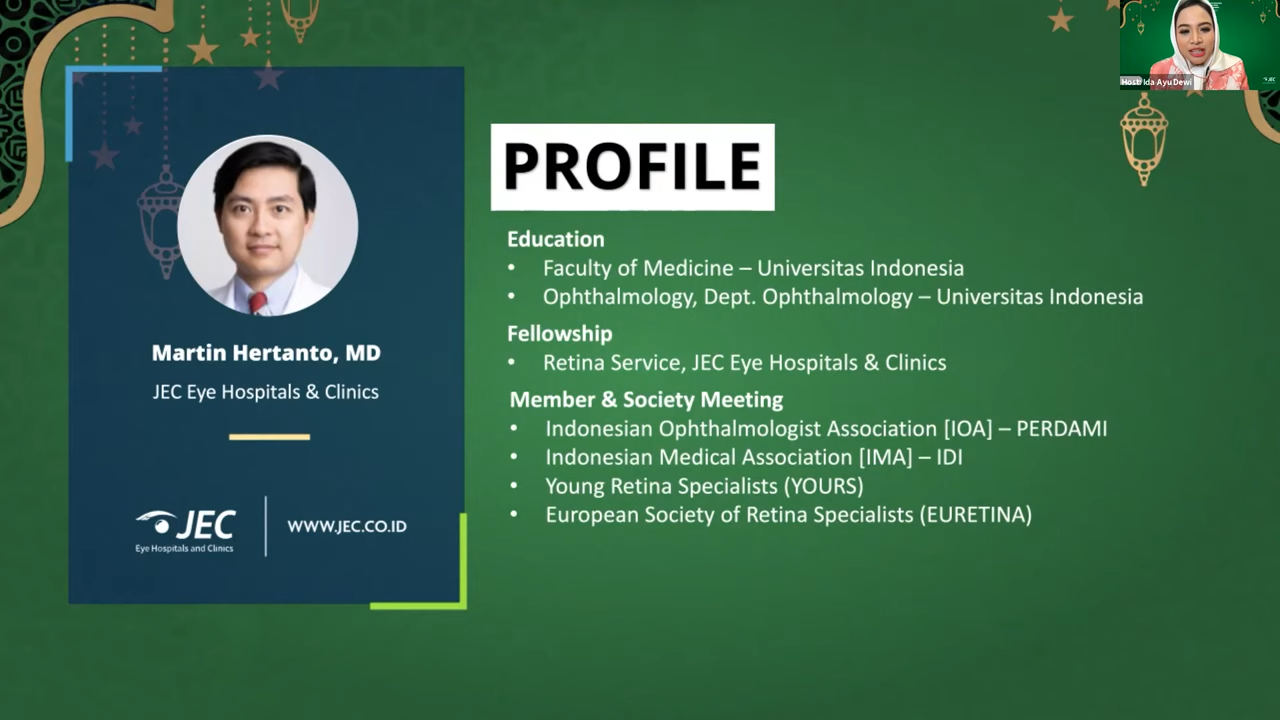 Host: Ida Ayu Dewi
PROFILE
Education
• Faculty of Medicine – Universitas Indonesia
• Ophthalmology, Dept. Ophthalmology – Universitas Indonesia
Fellowship
• Retina Service, JEC Eye Hospitals & Clinics
Member & Society Meeting
• Indonesian Ophthalmologist Association [IOA] – PERDAMI
• Indonesian Medical Association [IMA] – IDI
• Young Retina Specialists (YOURS)
• European Society of Retina Specialists (EURETINA)
Martin Hertanto, MD
JEC Eye Hospitals & Clinics
JEC
Eye Hospitals and Clinics
WWW.JEC.CO.ID